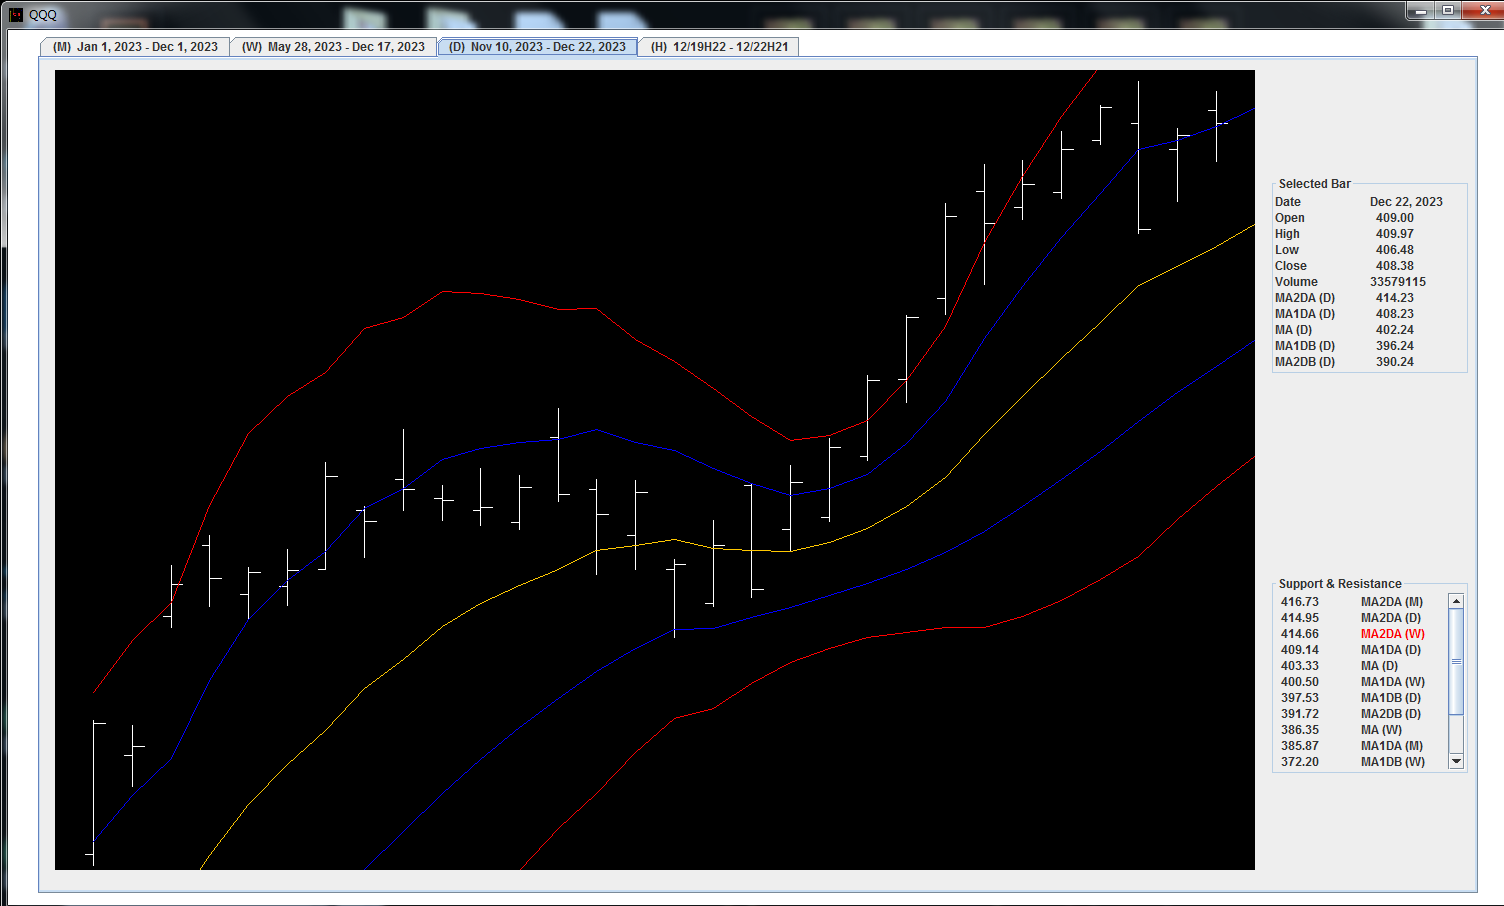 QQQ
(M) Jan 1, 2023 - Dec 1, 2023
(W) May 28, 2023 - Dec 17, 2023
(D) Nov 10, 2023 - Dec 22, 2023
(H) 12/19H22 - 12/22H21
Selected Bar
Date Dec 22, 2023
Open 409.00
High 409.97
Low 406.48
Close 408.38
Volume 33579115
MA2DA (D) 414.23
MA1DA (D) 408.23
MA (D) 402.24
MA1DB (D) 396.24
MA2DB (D) 390.24
Support & Resistance
416.73 MA2DA (M)
414.95 MA2DA (D)
414.66 MA2DA (W)
409.14 MA1DA (D)
403.33 MA (D)
400.50 MA1DA (W)
397.53 MA1DB (D)
391.72 MA2DB (D)
386.35 MA (W)
385.87 MA1DA (M)
372.20 MA1DB (W)